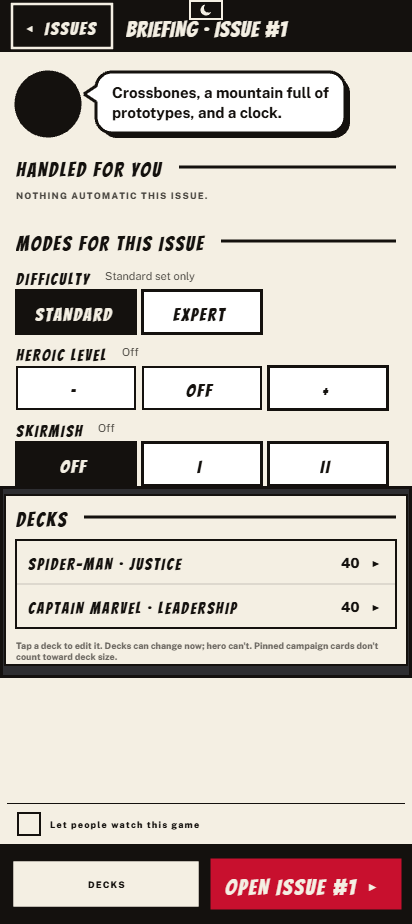 ◂ ISSUES
BRIEFING · ISSUE #1
Crossbones, a mountain full of
prototypes, and a clock.
HANDLED FOR YOU
NOTHING AUTOMATIC THIS ISSUE.
MODES FOR THIS ISSUE
DIFFICULTY Standard set only
STANDARD EXPERT
HEROIC LEVEL Off
- OFF +
SKIRMISH Off
OFF I II
DECKS
SPIDER-MAN · JUSTICE 40 ▸
CAPTAIN MARVEL · LEADERSHIP 40 ▸
Tap a deck to edit it. Decks can change now; hero can't. Pinned campaign cards don't
count toward deck size.
Let people watch this game
DECKS
OPEN ISSUE #1 ▸